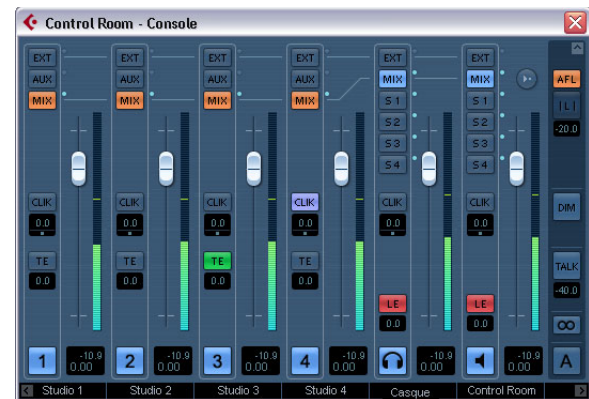 Control Room - Console
EXT EXT EXT EXT EXT EXT
AUX AUX AUX AUX MIX MIX AFL
MIX MIX MIX MIX S 1 S 1 | L |
S 2 S 2 -20.0
S 3 S 3
S 4 S 4
CLIK CLIK CLIK CLIK CLIK CLIK DIM
0.0 0.0 0.0 0.0 0.0 0.0
TE TE TE TE TALK
0.0 0.0 0.0 0.0 -40.0
LE LE
0.0 0.0
1 -10.9 2 -10.9 3 -10.9 4 -10.9 -10.9 -10.9 A
0.00 0.00 0.00 0.00 0.00 0.00
Studio 1 Studio 2 Studio 3 Studio 4 Casque Control Room